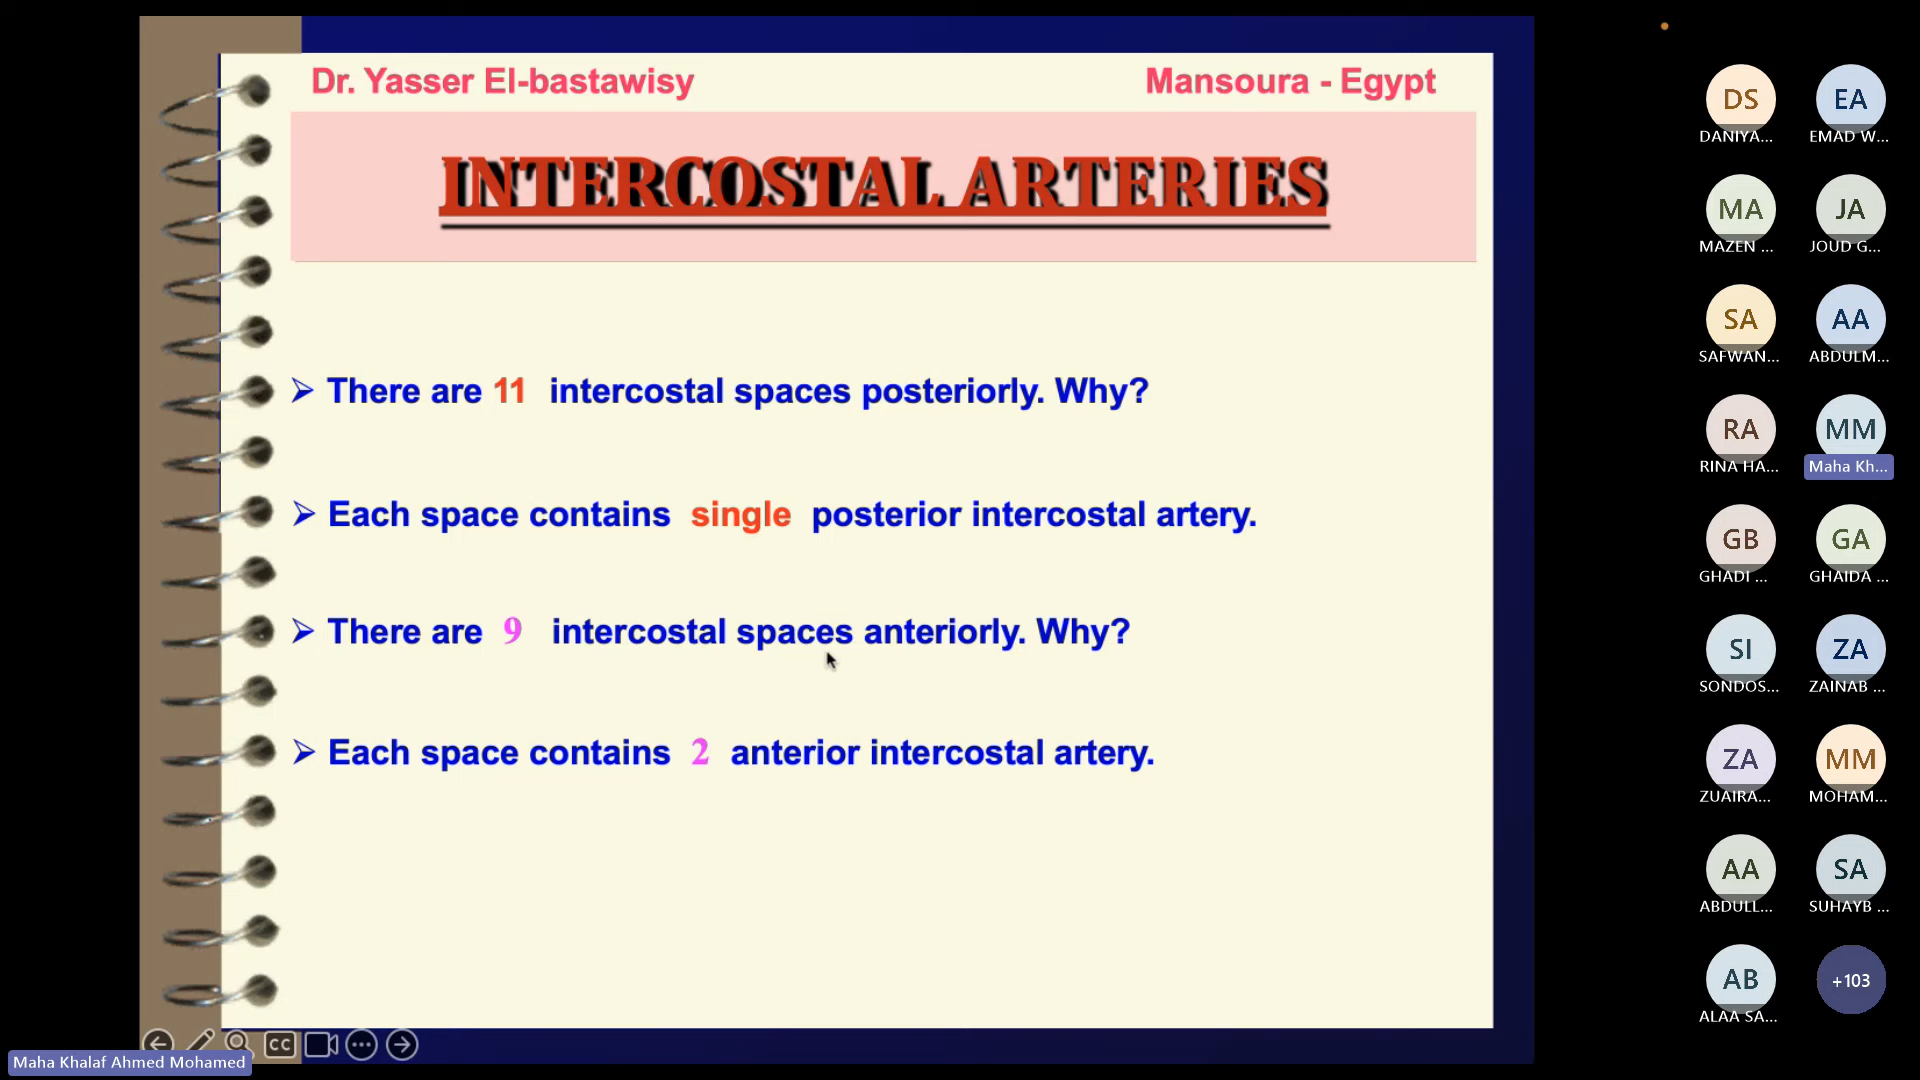 Dr. Yasser El-bastawisy Mansoura - Egypt
INTERCOSTAL ARTERIES
➢ There are 11 intercostal spaces posteriorly. Why?
➢ Each space contains single posterior intercostal artery.
➢ There are 9 intercostal spaces anteriorly. Why?
➢ Each space contains 2 anterior intercostal artery.
CC
Maha Khalaf Ahmed Mohamed
DS EA
DANIYA... EMAD W...
MA JA
MAZEN ... JOUD G...
SA AA
SAFWAN... ABDULM...
RA MM
RINA HA... Maha Kh...
GB GA
GHADI ... GHAIDA ...
SI ZA
SONDOS... ZAINAB ...
ZA MM
ZUAIRA... MOHAM...
AA SA
ABDULL... SUHAYB ...
AB +103
ALAA SA...